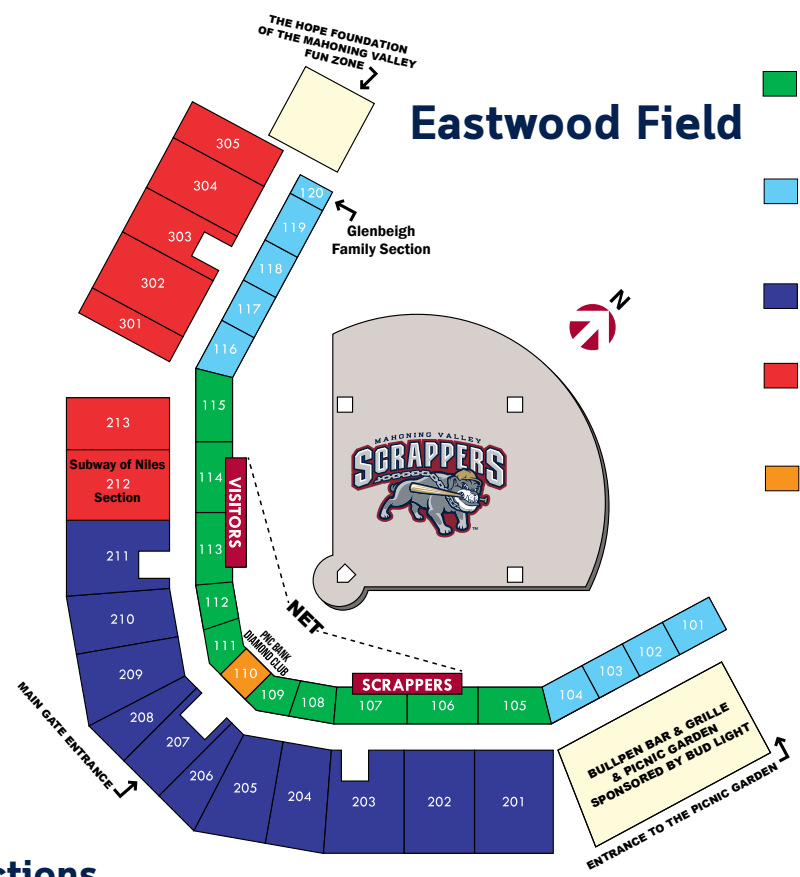 THE HOPE FOUNDATION
OF THE MAHONING VALLEY
FUN ZONE
Eastwood Field
305
304
303
302
301
120
119
118
117
116
Glenbeigh
Family Section
N
115
114
113
112
111
110
109
108
107
106
105
104
103
102
101
VISITORS
213
Subway of Niles
212
Section
211
210
209
208
207
206
205
204
203
202
201
MAHONING VALLEY
SCRAPPERS
TM
NET
PNC BANK
DIAMOND CLUB
SCRAPPERS
MAIN GATE ENTRANCE
BULLPEN BAR & GRILLE
& PICNIC GARDEN
SPONSORED BY BUD LIGHT
ENTRANCE TO THE PICNIC GARDEN